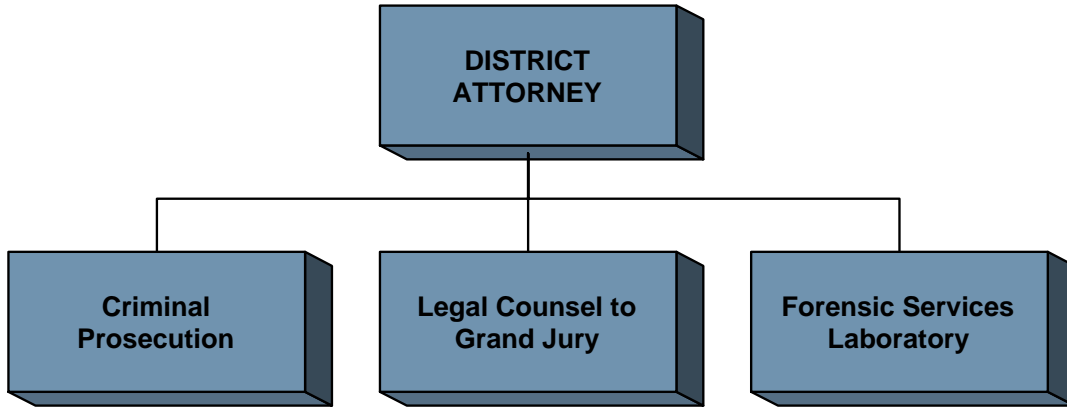 DISTRICT
ATTORNEY
Criminal
Prosecution
Legal Counsel to
Grand Jury
Forensic Services
Laboratory